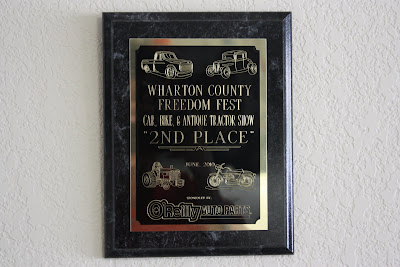 WHARTON COUNTY
FREEDOM FEST
CAR, BIKE, & ANTIQUE TRACTOR SHOW
"2ND PLACE"
JUNE 2010
SPONSORED BY:
O'Reilly AUTO PARTS